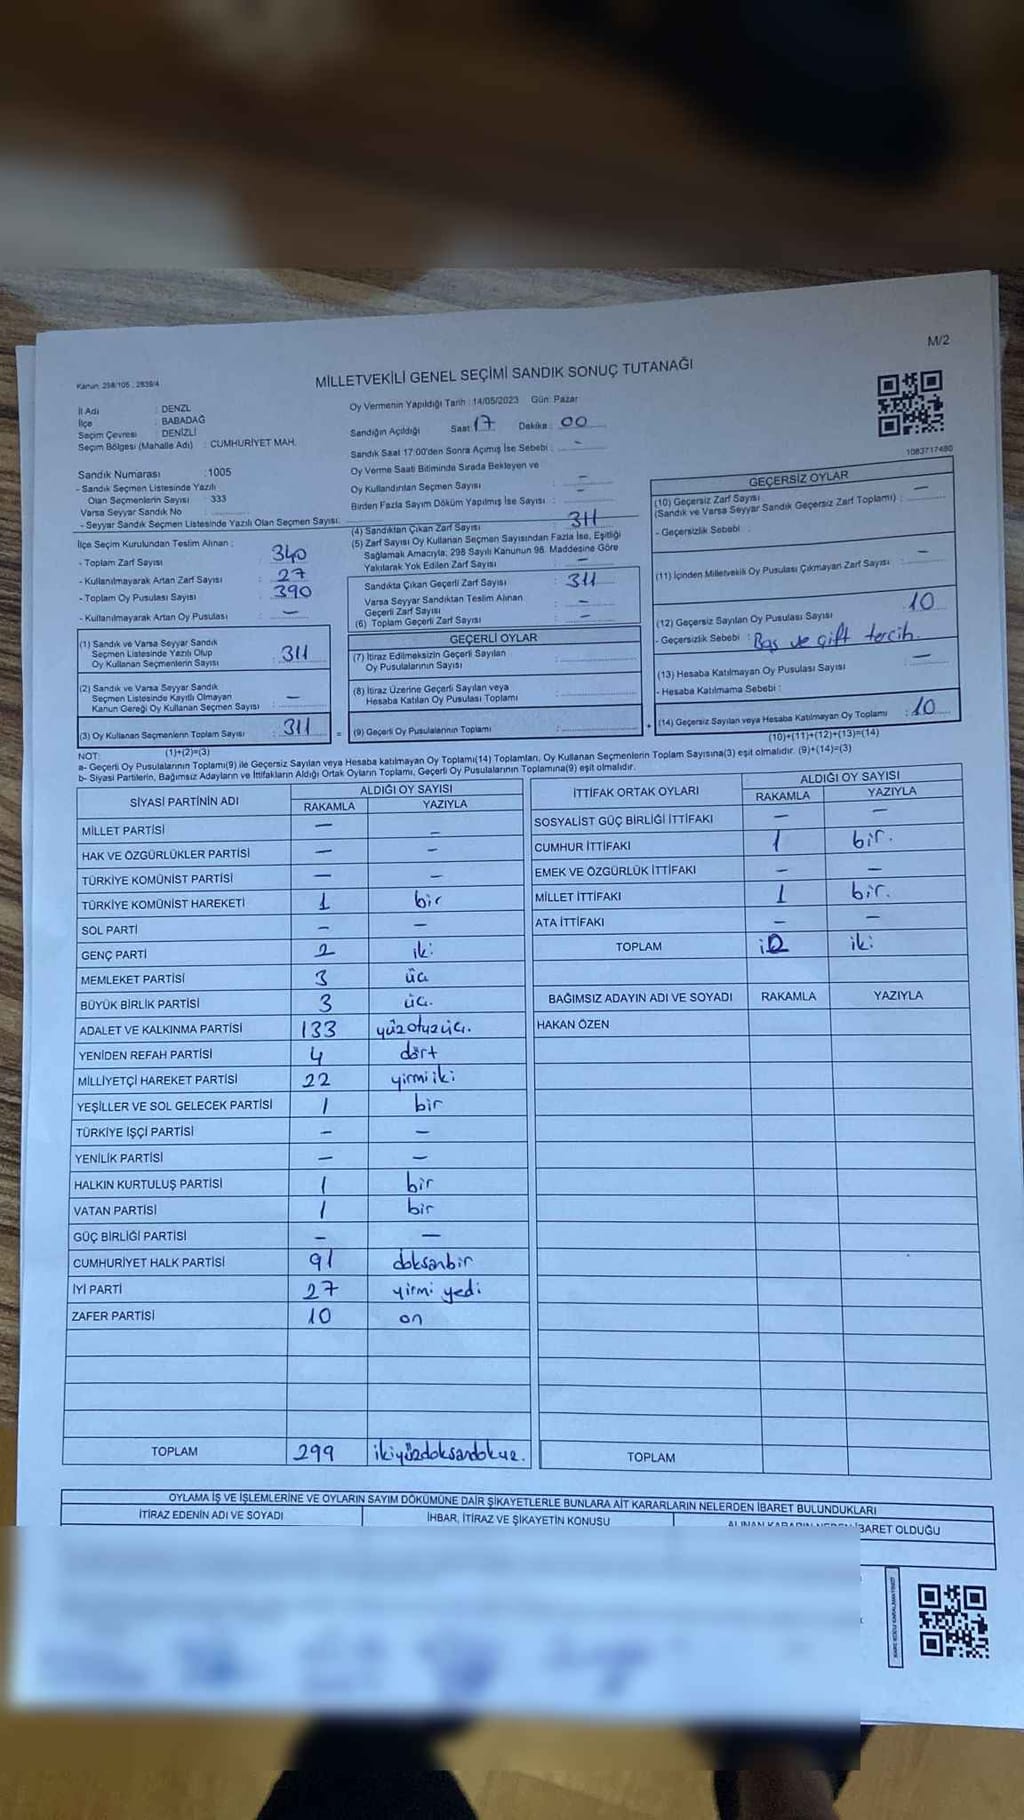 M/2
Kanun: 298/105 , 2839/4
MİLLETVEKİLİ GENEL SEÇİMİ SANDIK SONUÇ TUTANAĞI
İl Adı : DENZL
İlçe : BABADAĞ
Seçim Çevresi : DENİZLİ
Seçim Bölgesi (Mahalle Adı) : CUMHURİYET MAH.
Sandık Numarası : 1005
- Sandık Seçmen Listesinde Yazılı
Olan Seçmenlerin Sayısı : 333
Varsa Seyyar Sandık No
- Seyyar Sandık Seçmen Listesinde Yazılı Olan Seçmen Sayısı:
Oy Vermenin Yapıldığı Tarih : 14/05/2023 Gün: Pazar
Sandığın Açıldığı Saat : 17 Dakika : 00
Sandık Saat 17:00'den Sonra Açımış İse Sebebi : -
Oy Verme Saati Bitiminde Sırada Bekleyen ve
Oy Kullandırılan Seçmen Sayısı : -
Birden Fazla Sayım Döküm Yapılmış İse Sayısı : -
1083717480
İlçe Seçim Kurulundan Teslim Alınan :
- Toplam Zarf Sayısı : 340
- Kullanılmayarak Artan Zarf Sayısı : 27
- Toplam Oy Pusulası Sayısı : 390
- Kullanılmayarak Artan Oy Pusulası : -
(1) Sandık ve Varsa Seyyar Sandık
Seçmen Listesinde Yazılı Olup
Oy Kullanan Seçmenlerin Sayısı : 311
(2) Sandık ve Varsa Seyyar Sandık
Seçmen Listesinde Kayıtlı Olmayan
Kanun Gereği Oy Kullanan Seçmen Sayısı : -
(3) Oy Kullanan Seçmenlerin Toplam Sayısı : 311
(1)+(2)=(3)
(4) Sandıktan Çıkan Zarf Sayısı : 311
(5) Zarf Sayısı Oy Kullanan Seçmen Sayısından Fazla İse, Eşitliği
Sağlamak Amacıyla, 298 Sayılı Kanunun 98. Maddesine Göre
Yakılarak Yok Edilen Zarf Sayısı : -
Sandıkta Çıkan Geçerli Zarf Sayısı : 311
Varsa Seyyar Sandıktan Teslim Alınan
Geçerli Zarf Sayısı : -
(6) Toplam Geçerli Zarf Sayısı : -
GEÇERLİ OYLAR
(7) İtiraz Edilmeksizin Geçerli Sayılan
Oy Pusulalarının Sayısı :
(8) İtiraz Üzerine Geçerli Sayılan veya
Hesaba Katılan Oy Pusulası Toplamı :
= (9) Geçerli Oy Pusulalarının Toplamı :
GEÇERSİZ OYLAR
(10) Geçersiz Zarf Sayısı
(Sandık ve Varsa Seyyar Sandık Geçersiz Zarf Toplamı) : -
- Geçersizlik Sebebi :
(11) İçinden Milletvekili Oy Pusulası Çıkmayan Zarf Sayısı : -
(12) Geçersiz Sayılan Oy Pusulası Sayısı : 10
- Geçersizlik Sebebi : Boş ve çift tercih.
(13) Hesaba Katılmayan Oy Pusulası Sayısı : -
- Hesaba Katılmama Sebebi :
+ (14) Geçersiz Sayılan veya Hesaba Katılmayan Oy Toplamı : 10
(10)+(11)+(12)+(13)=(14)
NOT:
a- Geçerli Oy Pusulalarının Toplamı(9) ile Geçersiz Sayılan veya Hesaba katılmayan Oy Toplamı(14) Toplamları, Oy Kullanan Seçmenlerin Toplam Sayısına(3) eşit olmalıdır. (9)+(14)=(3)
b- Siyasi Partilerin, Bağımsız Adayların ve İttifakların Aldığı Ortak Oyların Toplamı, Geçerli Oy Pusulalarının Toplamına(9) eşit olmalıdır.
SİYASİ PARTİNİN ADI ALDIĞI OY SAYISI
RAKAMLA YAZIYLA
MİLLET PARTİSİ - -
HAK VE ÖZGÜRLÜKLER PARTİSİ - -
TÜRKİYE KOMÜNİST PARTİSİ - -
TÜRKİYE KOMÜNİST HAREKETİ 1 bir
SOL PARTİ - -
GENÇ PARTİ 2 iki
MEMLEKET PARTİSİ 3 üç
BÜYÜK BİRLİK PARTİSİ 3 üç.
ADALET VE KALKINMA PARTİSİ 133 yüzotuzüç.
YENİDEN REFAH PARTİSİ 4 dört
MİLLİYETÇİ HAREKET PARTİSİ 22 yirmiiki
YEŞİLLER VE SOL GELECEK PARTİSİ 1 bir
TÜRKİYE İŞÇİ PARTİSİ - -
YENİLİK PARTİSİ - -
HALKIN KURTULUŞ PARTİSİ 1 bir
VATAN PARTİSİ 1 bir
GÜÇ BİRLİĞİ PARTİSİ - -
CUMHURİYET HALK PARTİSİ 91 doksanbir
İYİ PARTİ 27 yirmi yedi
ZAFER PARTİSİ 10 on
TOPLAM 299 ikiyüzdoksandokuz.
İTTİFAK ORTAK OYLARI ALDIĞI OY SAYISI
RAKAMLA YAZIYLA
SOSYALİST GÜÇ BİRLİĞİ İTTİFAKI - -
CUMHUR İTTİFAKI 1 bir.
EMEK VE ÖZGÜRLÜK İTTİFAKI - -
MİLLET İTTİFAKI 1 bir.
ATA İTTİFAKI - -
TOPLAM 2 iki
BAĞIMSIZ ADAYIN ADI VE SOYADI RAKAMLA YAZIYLA
HAKAN ÖZEN
TOPLAM
OYLAMA İŞ VE İŞLEMLERİNE VE OYLARIN SAYIM DÖKÜMÜNE DAİR ŞİKAYETLERLE BUNLARA AİT KARARLARIN NELERDEN İBARET BULUNDUKLARI
İTİRAZ EDENİN ADI VE SOYADI İHBAR, İTİRAZ VE ŞİKAYETİN KONUSU ALINAN KARARIN NEDEN İBARET OLDUĞU